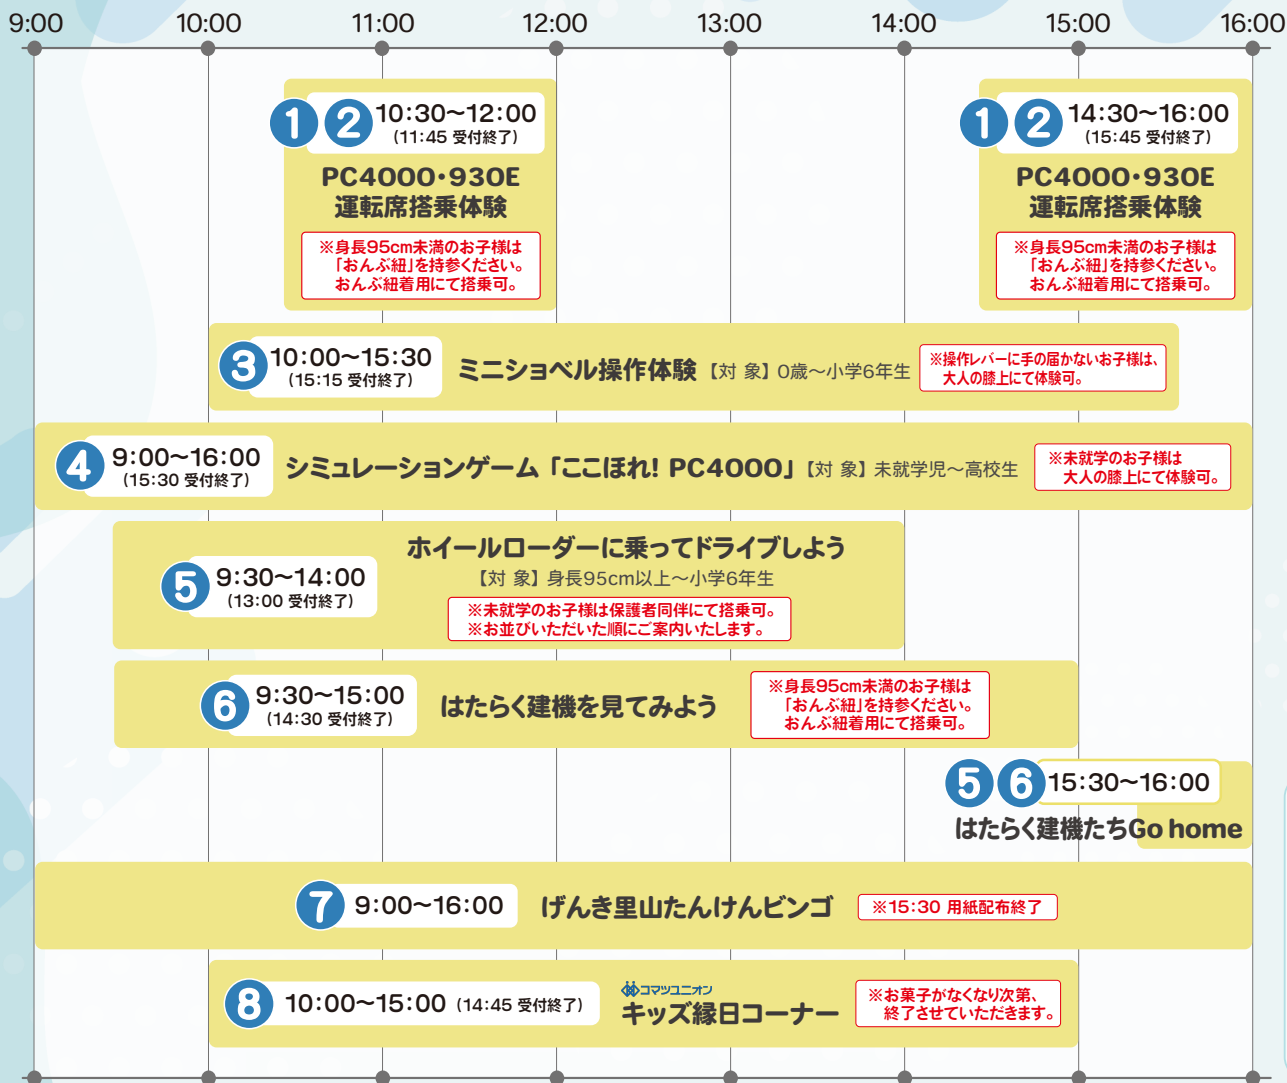 9:00 10:00 11:00 12:00 13:00 14:00 15:00 16:00
1 2 10:30〜12:00
(11:45 受付終了)
PC4000・930E
運転席搭乗体験
※身長95cm未満のお子様は
「おんぶ紐」を持参ください。
おんぶ紐着用にて搭乗可。
1 2 14:30〜16:00
(15:45 受付終了)
PC4000・930E
運転席搭乗体験
※身長95cm未満のお子様は
「おんぶ紐」を持参ください。
おんぶ紐着用にて搭乗可。
3 10:00〜15:30
(15:15 受付終了)
ミニショベル操作体験 【対 象】 0歳〜小学6年生
※操作レバーに手の届かないお子様は、
大人の膝上にて体験可。
4 9:00〜16:00
(15:30 受付終了)
シミュレーションゲーム 「ここほれ! PC4000」 【対 象】 未就学児〜高校生
※未就学のお子様は
大人の膝上にて体験可。
ホイールローダーに乗ってドライブしよう
5 9:30〜14:00
(13:00 受付終了)
【対 象】 身長95cm以上〜小学6年生
※未就学のお子様は保護者同伴にて搭乗可。
※お並びいただいた順にご案内いたします。
6 9:30〜15:00
(14:30 受付終了)
はたらく建機を見てみよう
※身長95cm未満のお子様は
「おんぶ紐」を持参ください。
おんぶ紐着用にて搭乗可。
5 6 15:30〜16:00
はたらく建機たちGo home
7 9:00〜16:00 げんき里山たんけんビンゴ ※15:30 用紙配布終了
8 10:00〜15:00 (14:45 受付終了)
コマツユニオン
キッズ縁日コーナー
※お菓子がなくなり次第、
終了させていただきます。